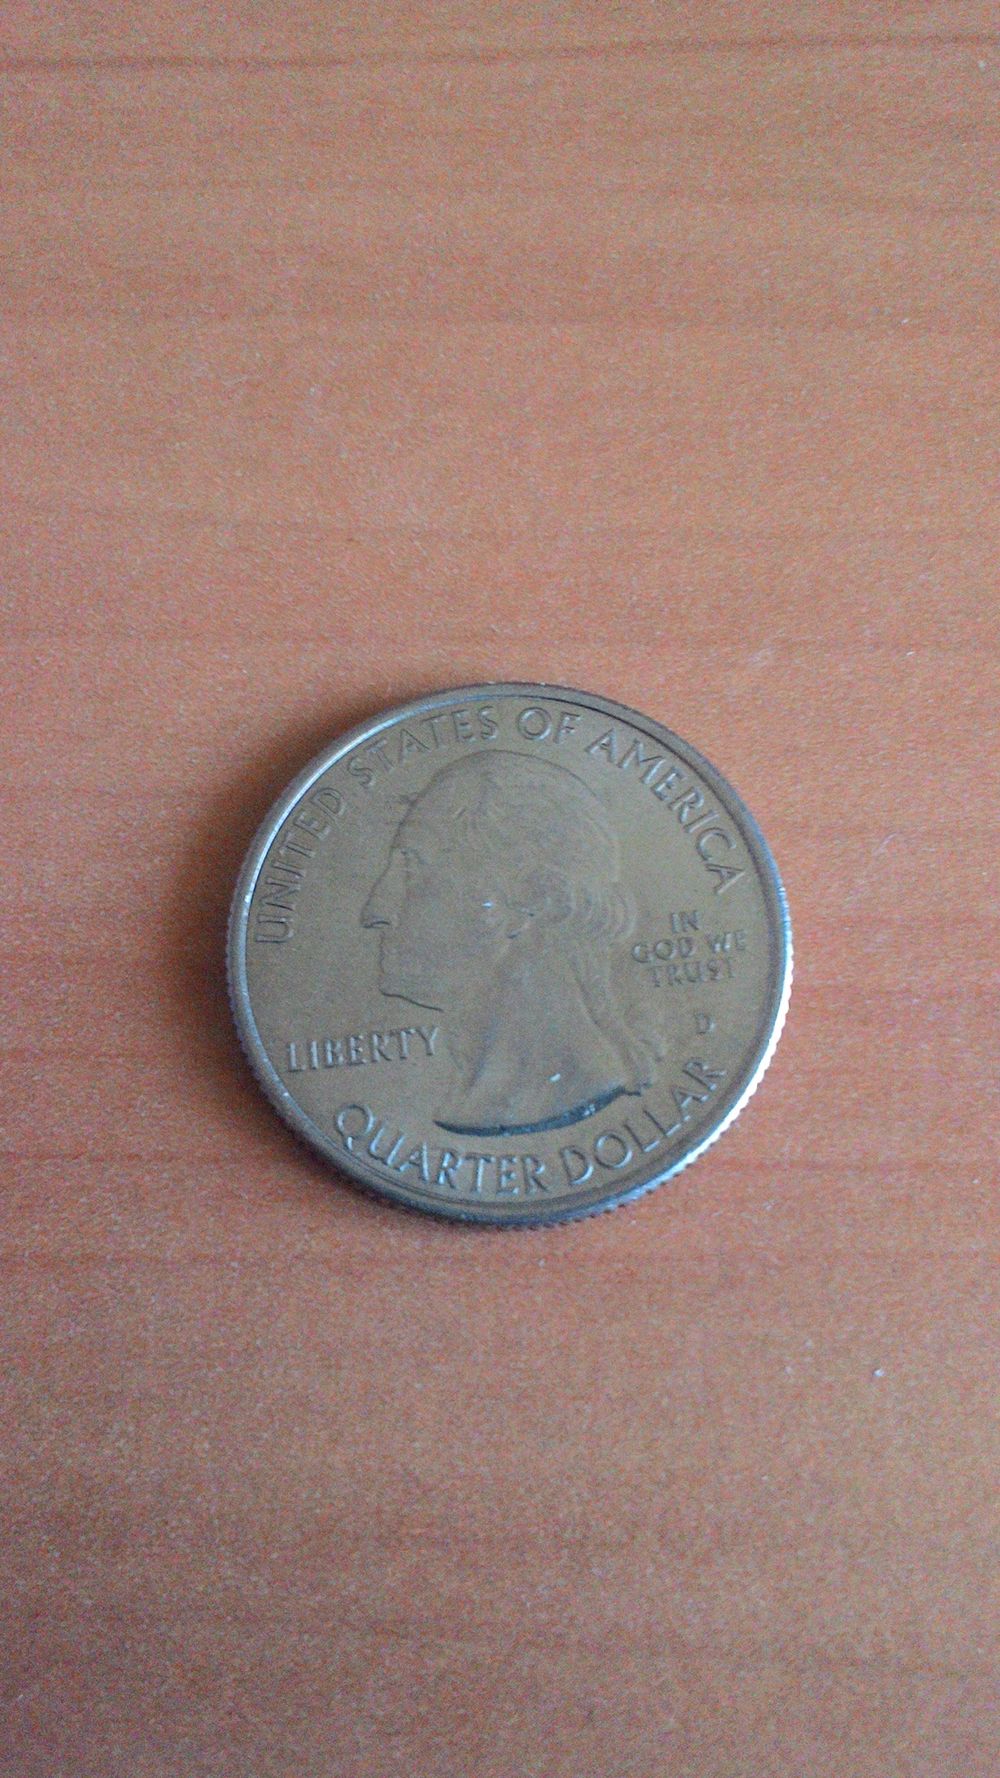 UNITED STATES OF AMERICA
IN
GOD WE
TRUST
D
LIBERTY
QUARTER DOLLAR